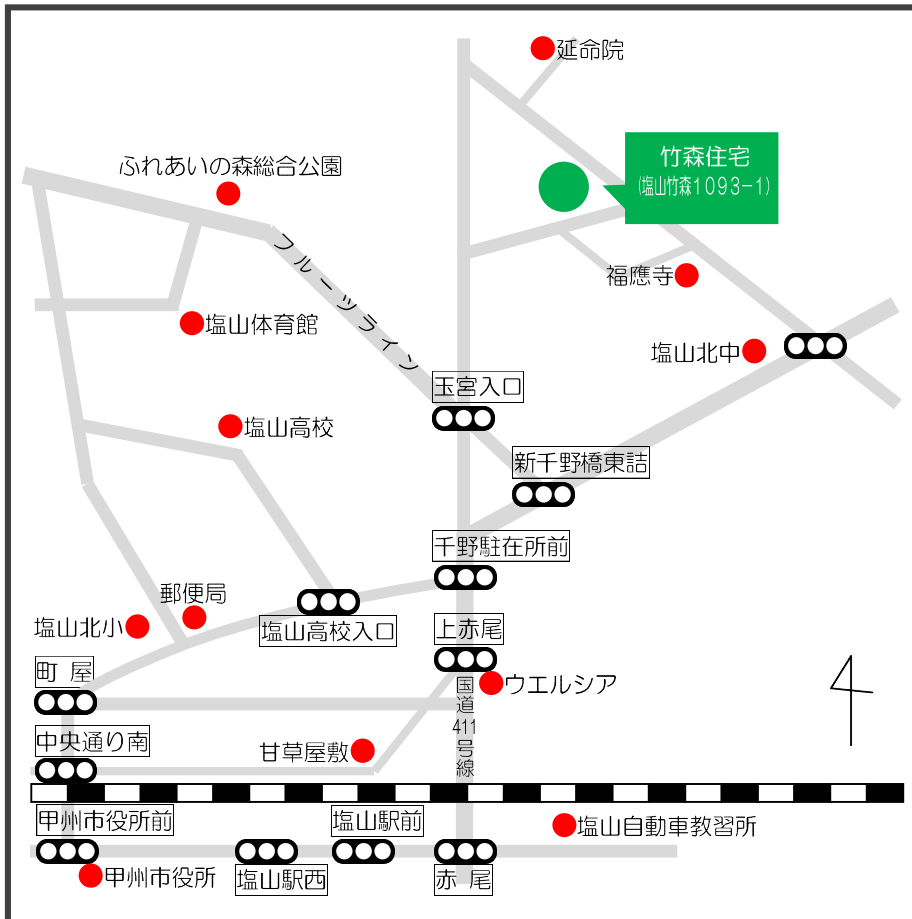 延命院
竹森住宅
(塩山竹森1093-1)
ふれあいの森総合公園
フルーツライン
福應寺
塩山体育館
塩山北中
玉宮入口
塩山高校
新千野橋東詰
千野駐在所前
郵便局
塩山北小
塩山高校入口
上赤尾
町屋
国道411号線
ウエルシア
中央通り南
甘草屋敷
甲州市役所前
塩山駅前
塩山自動車教習所
甲州市役所
塩山駅西
赤尾